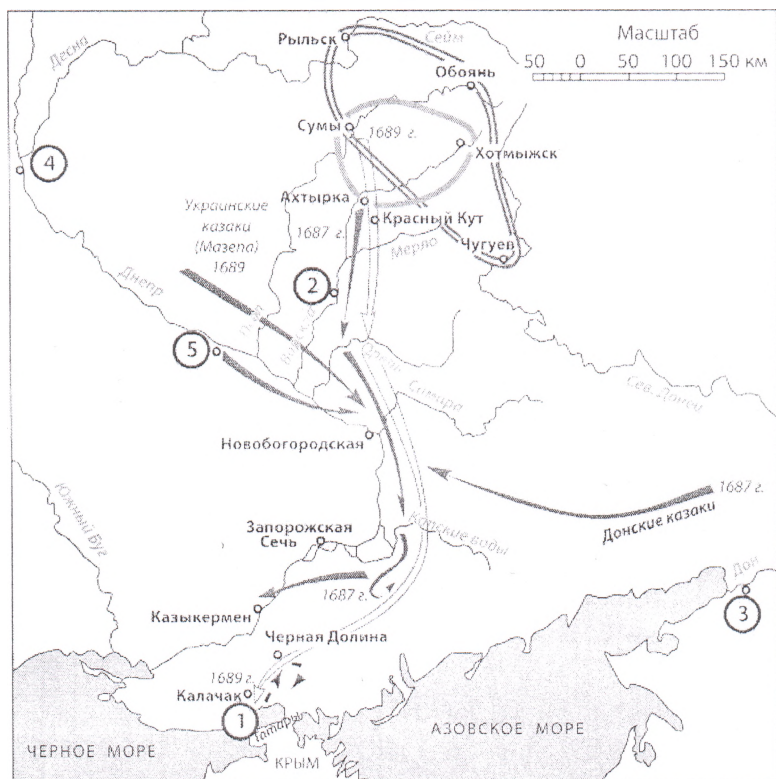 Масштаб
50 0 50 100 150 км
Рыльск
Сейм
Обоянь
Десна
Сумы
1689 г.
Хотмыжск
4
Ахтырка
Украинские
казаки
(Мазепа)
1689
1687 г.
Красный Кут
Мерло
Чугуев
Днепр
2
5
Самара
Сев. Донец
Новобогородская
1687 г.
Донские казаки
Южный Буг
Запорожская
Сечь
Конские воды
Дон
3
1687 г.
Казыкермен
Черная Долина
1689 г.
Калачак
1
Татары
АЗОВСКОЕ МОРЕ
ЧЕРНОЕ МОРЕ
КРЫМ